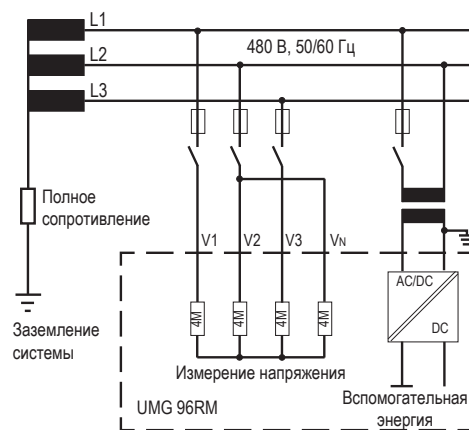 L1
480 В, 50/60 Гц
L2
L3
Полное
сопротивление
V1 V2 V3 VN
AC/DC
DC
4M 4M 4M 4M
Заземление
системы
Измерение напряжения
Вспомогательная
энергия
UMG 96RM